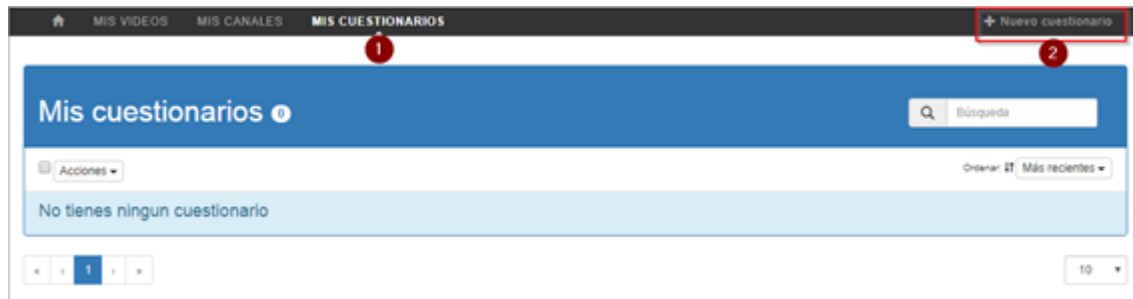 MIS VIDEOS MIS CANALES MIS CUESTIONARIOS + Nuevo cuestionario
1 2
Mis cuestionarios 0 Búsqueda
Acciones Ordenar: Más recientes
No tienes ningun cuestionario
« ‹ 1 › » 10